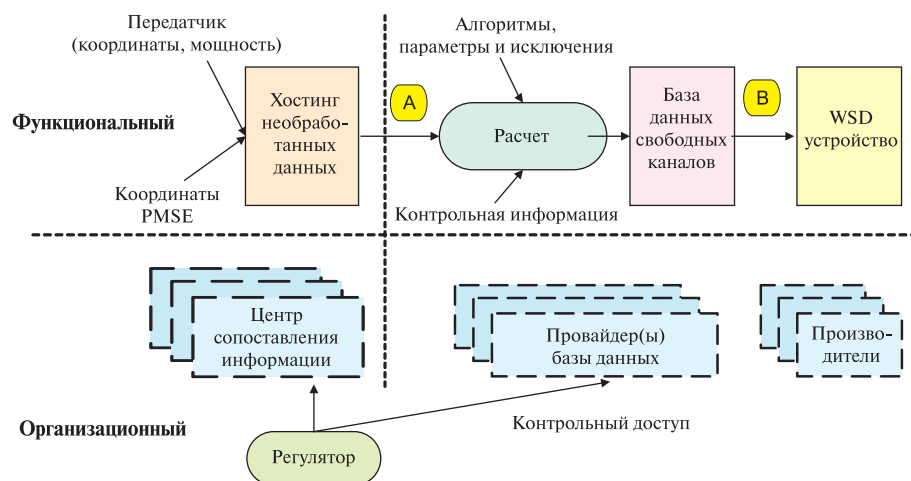 Передатчик
(координаты, мощность)
Алгоритмы,
параметры и исключения
Функциональный
Хостинг
необрабо-
танных
данных
A
Расчет
База
данных
свободных
каналов
B
WSD
устройство
Координаты
PMSE
Контрольная информация
Центр
сопоставления
информации
Провайдер(ы)
базы данных
Произво-
дители
Организационный
Контрольный доступ
Регулятор